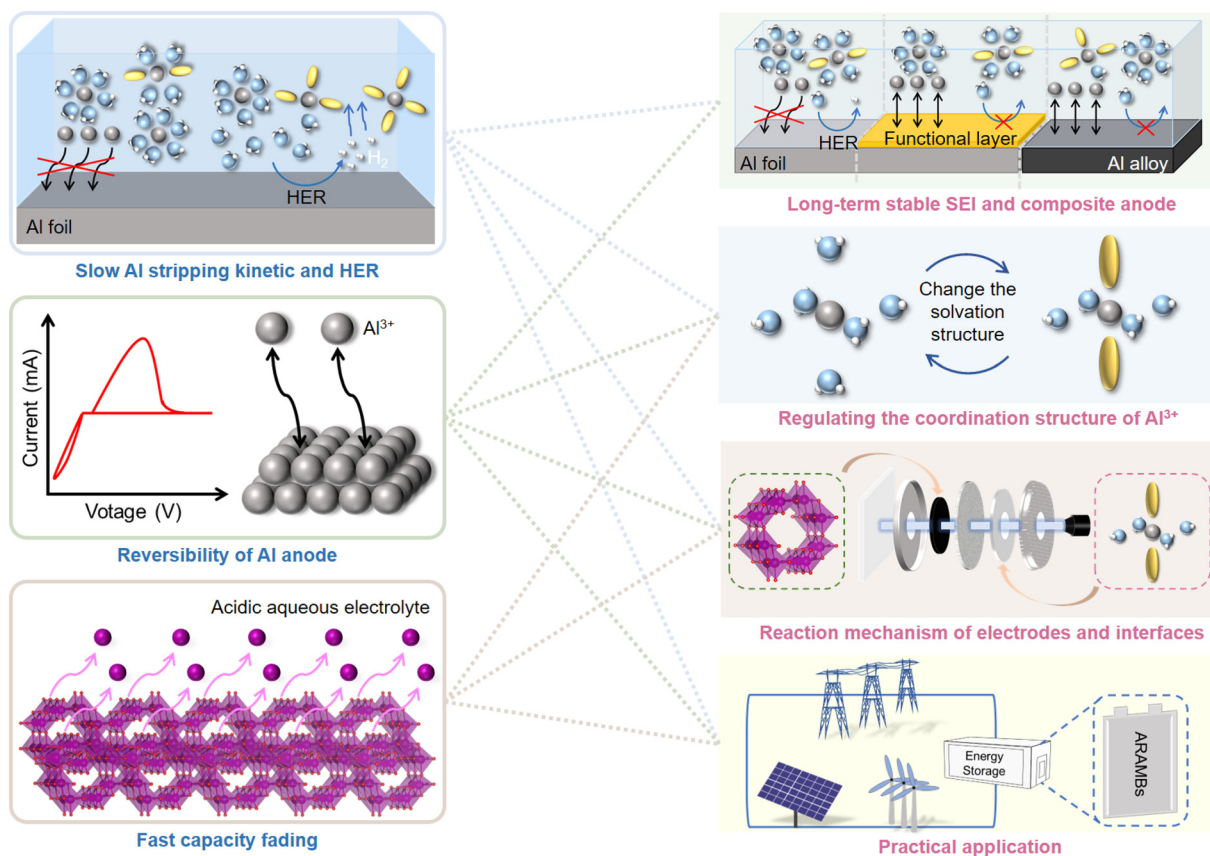 H₂
HER
Al foil
Slow Al stripping kinetic and HER
Current (mA)
Votage (V)
Al³⁺
Reversibility of Al anode
Acidic aqueous electrolyte
Fast capacity fading
HER
Functional layer
Al foil
Al alloy
Long-term stable SEI and composite anode
Change the
solvation
structure
Regulating the coordination structure of Al³⁺
Reaction mechanism of electrodes and interfaces
Energy
Storage
ARAMBs
Practical application